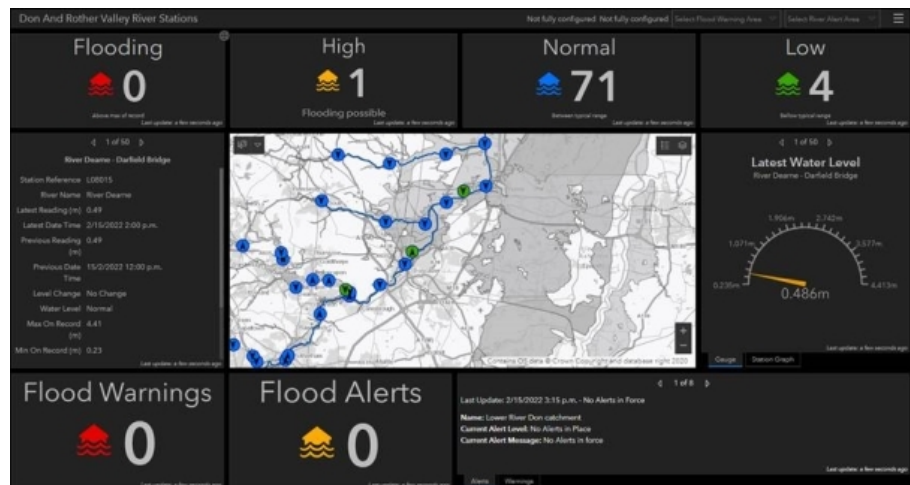 Don And Rother Valley River Stations
Not fully configured Not fully configured Select Flood Warning Area Select River Alert Area
Flooding
0
Above max of record
Last update: a few seconds ago
High
1
Flooding possible
Last update: a few seconds ago
Normal
71
Between typical range
Last update: a few seconds ago
Low
4
Below typical range
Last update: a few seconds ago
1 of 50
River Dearne - Darfield Bridge
Station Reference L08015
River Name River Dearne
Latest Reading (m) 0.49
Latest Date Time 2/15/2022 2:00 p.m.
Previous Reading 0.49
(m)
Previous Date 15/2/2022 12:00 p.m.
Time
Level Change No Change
Water Level Normal
Max On Record 4.41
(m)
Min On Record (m) 0.23
Last update: a few seconds ago
Contains OS data © Crown Copyright and database right 2020
1 of 50
Latest Water Level
River Dearne - Darfield Bridge
1.906m 2.742m
1.071m 3.577m
0.235m 4.413m
0.486m
Last update: a few seconds ago
Gauge Station Graph
Flood Warnings
0
Last update: a few seconds ago
Flood Alerts
0
Last update: a few seconds ago
1 of 8
Last Update: 2/15/2022 3:15 p.m. - No Alerts in Force
Name: Lower River Don catchment
Current Alert Level: No Alerts in Place
Current Alert Message: No Alerts in force
Last update: a few seconds ago
Alerts Warnings